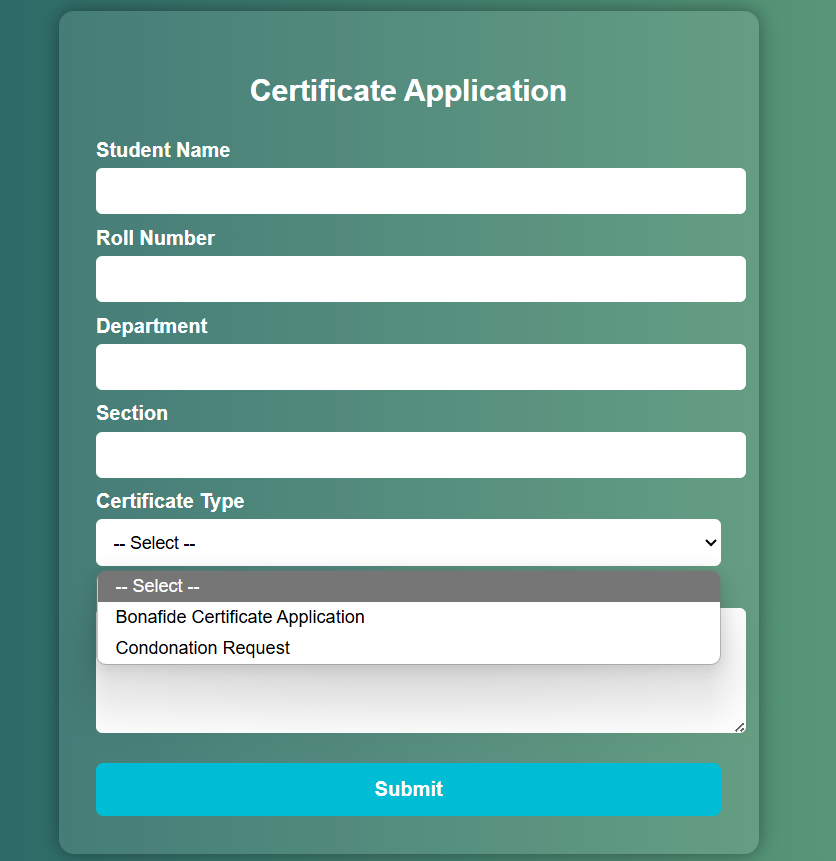 Certificate Application
Student Name
Roll Number
Department
Section
Certificate Type
-- Select --
-- Select --
Bonafide Certificate Application
Condonation Request
Submit